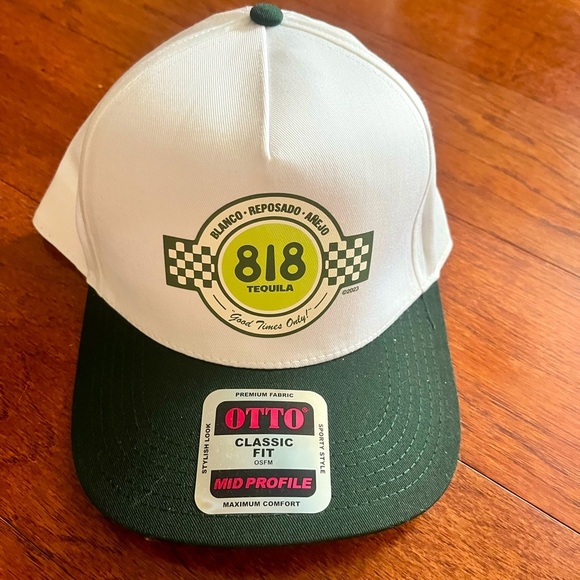 BLANCO · REPOSADO · AÑEJO
818
TEQUILA
"Good Times Only!"
©2023
PREMIUM FABRIC
STYLISH LOOK
OTTO®
CLASSIC
FIT
OSFM
MID PROFILE
SPORTY STYLE
MAXIMUM COMFORT